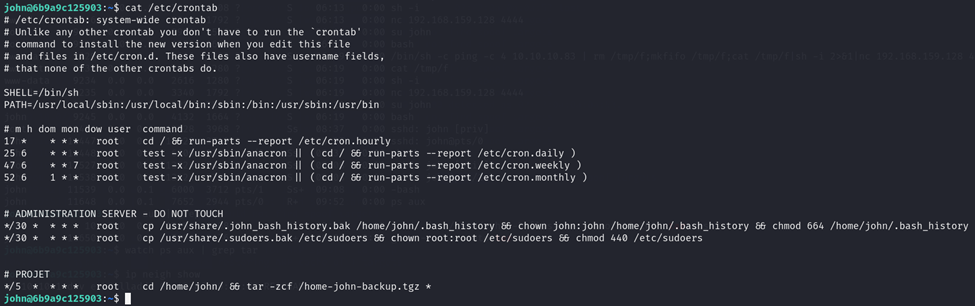 john@6b9a9c125903:~$ cat /etc/crontab
# /etc/crontab: system-wide crontab
# Unlike any other crontab you don't have to run the `crontab'
# command to install the new version when you edit this file
# and files in /etc/cron.d. These files also have username fields,
# that none of the other crontabs do.
SHELL=/bin/sh
PATH=/usr/local/sbin:/usr/local/bin:/sbin:/bin:/usr/sbin:/usr/bin
# m h dom mon dow user  command
17 *    * * *   root    cd / && run-parts --report /etc/cron.hourly
25 6    * * *   root    test -x /usr/sbin/anacron || ( cd / && run-parts --report /etc/cron.daily )
47 6    * * 7   root    test -x /usr/sbin/anacron || ( cd / && run-parts --report /etc/cron.weekly )
52 6    1 * *   root    test -x /usr/sbin/anacron || ( cd / && run-parts --report /etc/cron.monthly )
# ADMINISTRATION SERVER - DO NOT TOUCH
*/30 *  * * *   root    cp /usr/share/.john_bash_history.bak /home/john/.bash_history && chown john:john /home/john/.bash_history && chmod 664 /home/john/.bash_history
*/30 *  * * *   root    cp /usr/share/.sudoers.bak /etc/sudoers && chown root:root /etc/sudoers && chmod 440 /etc/sudoers
# PROJET
*/5  *  * * *   root    cd /home/john/ && tar -zcf /home-john-backup.tgz *
john@6b9a9c125903:~$